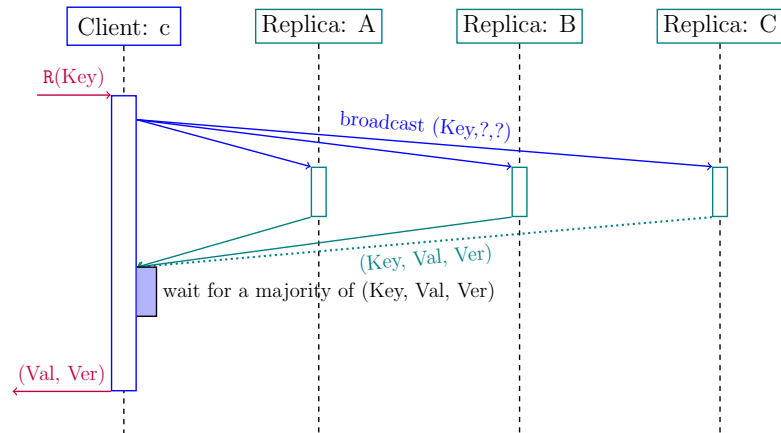 Client: c
Replica: A
Replica: B
Replica: C
R(Key)
broadcast (Key,?,?)
(Key, Val, Ver)
wait for a majority of (Key, Val, Ver)
(Val, Ver)